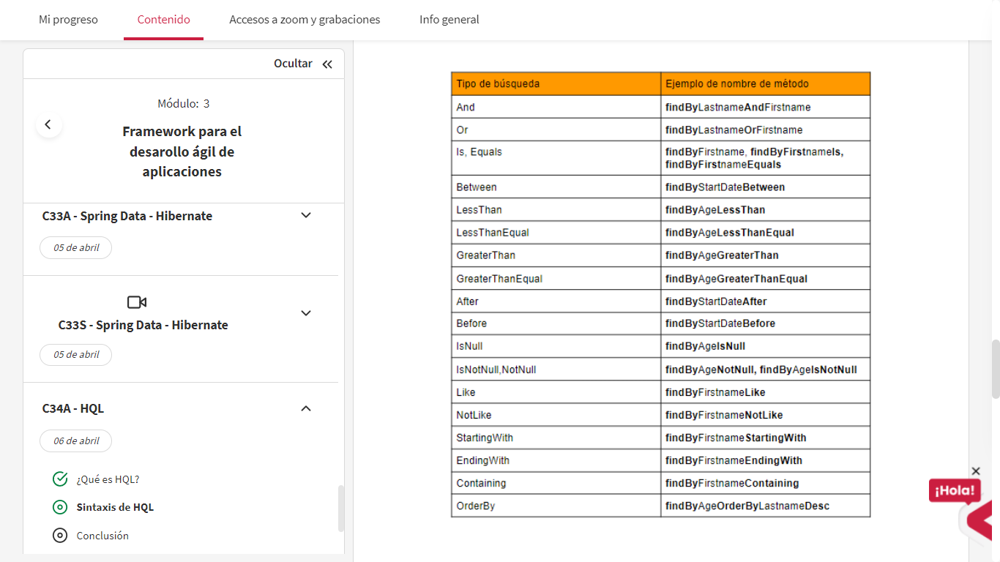 Mi progreso
Contenido
Accesos a zoom y grabaciones
Info general
Ocultar
Módulo: 3
Framework para el
desarollo ágil de
aplicaciones
C33A - Spring Data - Hibernate
05 de abril
C33S - Spring Data - Hibernate
05 de abril
C34A - HQL
06 de abril
¿Qué es HQL?
Sintaxis de HQL
Conclusión
Tipo de búsqueda Ejemplo de nombre de método
And findByLastnameAndFirstname
Or findByLastnameOrFirstname
Is, Equals findByFirstname, findByFirstnameIs,
findByFirstnameEquals
Between findByStartDateBetween
LessThan findByAgeLessThan
LessThanEqual findByAgeLessThanEqual
GreaterThan findByAgeGreaterThan
GreaterThanEqual findByAgeGreaterThanEqual
After findByStartDateAfter
Before findByStartDateBefore
IsNull findByAgeIsNull
IsNotNull,NotNull findByAgeNotNull, findByAgeIsNotNull
Like findByFirstnameLike
NotLike findByFirstnameNotLike
StartingWith findByFirstnameStartingWith
EndingWith findByFirstnameEndingWith
Containing findByFirstnameContaining
OrderBy findByAgeOrderByLastnameDesc
¡Hola!